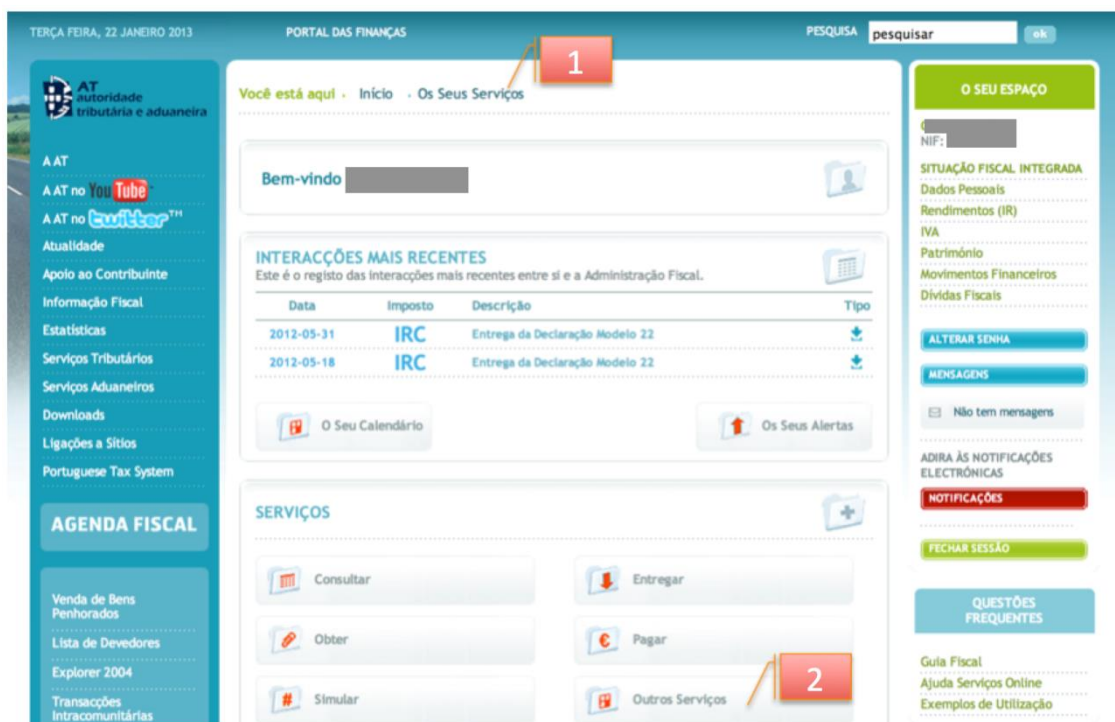 TERÇA FEIRA, 22 JANEIRO 2013
PORTAL DAS FINANÇAS
PESQUISA
pesquisar
ok
AT
autoridade
tributária e aduaneira
A AT
A AT no YouTube
A AT no twitter™
Atualidade
Apoio ao Contribuinte
Informação Fiscal
Estatísticas
Serviços Tributários
Serviços Aduaneiros
Downloads
Ligações a Sítios
Portuguese Tax System
AGENDA FISCAL
Venda de Bens
Penhorados
Lista de Devedores
Explorer 2004
Transacções
Intracomunitárias
1
Você está aqui · Início · Os Seus Serviços
Bem-vindo
INTERACÇÕES MAIS RECENTES
Este é o registo das interacções mais recentes entre si e a Administração Fiscal.
Data Imposto Descrição Tipo
2012-05-31 IRC Entrega da Declaração Modelo 22
2012-05-18 IRC Entrega da Declaração Modelo 22
O Seu Calendário
Os Seus Alertas
SERVIÇOS
Consultar
Entregar
Obter
Pagar
Simular
Outros Serviços
2
O SEU ESPAÇO
NIF:
SITUAÇÃO FISCAL INTEGRADA
Dados Pessoais
Rendimentos (IR)
IVA
Património
Movimentos Financeiros
Dívidas Fiscais
ALTERAR SENHA
MENSAGENS
Não tem mensagens
ADIRA ÀS NOTIFICAÇÕES
ELECTRÓNICAS
NOTIFICAÇÕES
FECHAR SESSÃO
QUESTÕES
FREQUENTES
Guia Fiscal
Ajuda Serviços Online
Exemplos de Utilização